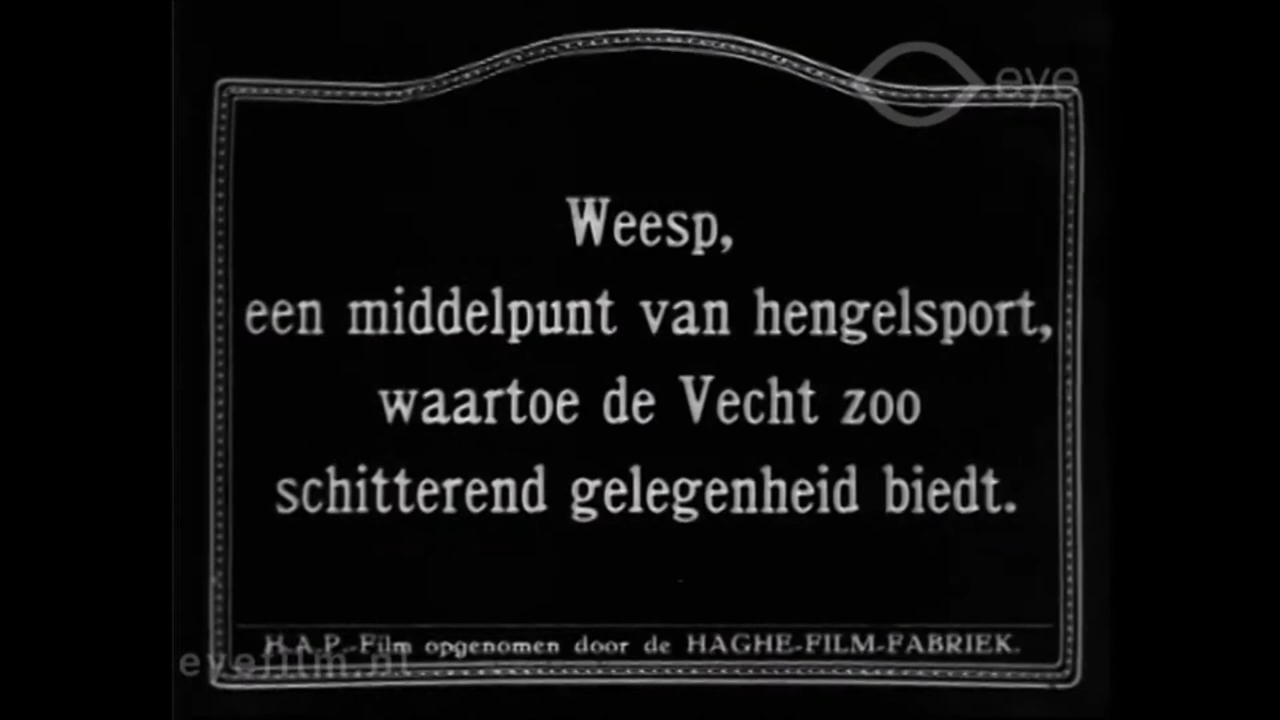 eye
Weesp,
een middelpunt van hengelsport,
waartoe de Vecht zoo
schitterend gelegenheid biedt.
H.A.P.-Film opgenomen door de HAGHE-FILM-FABRIEK.
eyefilm.nl